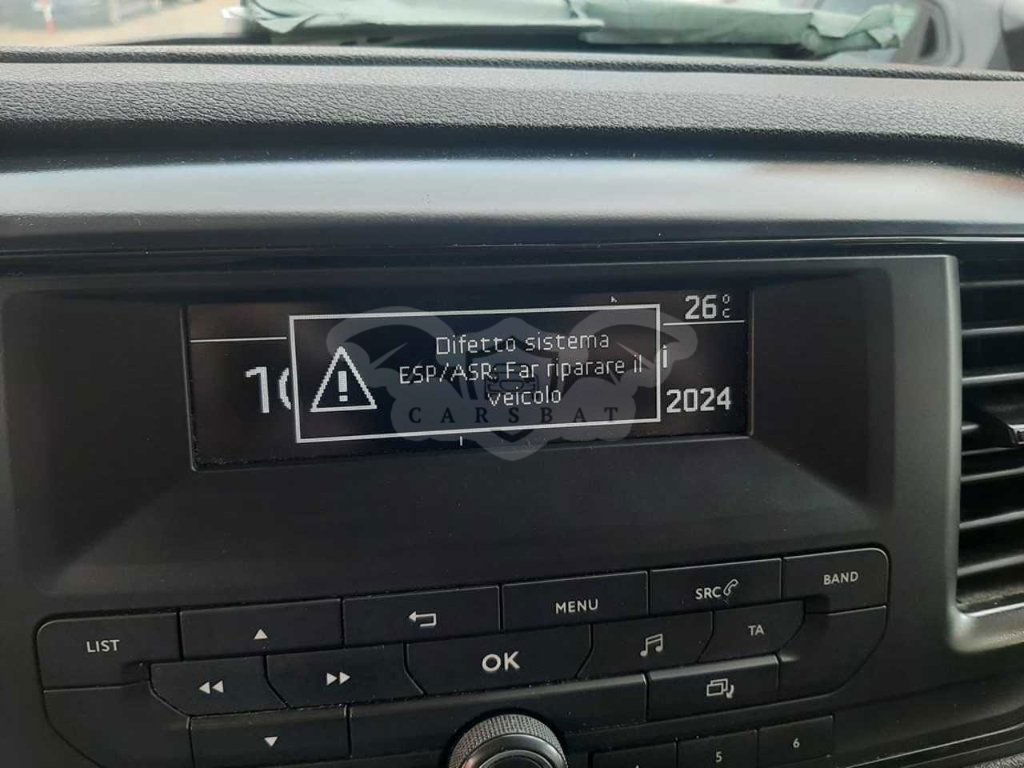 26°C
Difetto sistema
ESP/ASR: Far riparare il
veicolo
10
i
2024
CARSBAT
LIST
MENU
SRC
BAND
OK
TA
5
6